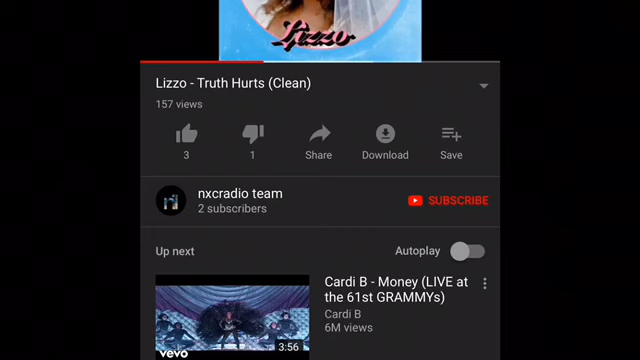 Lizzo
Lizzo - Truth Hurts (Clean)
157 views
3
1
Share
Download
Save
nxcradio team
2 subscribers
SUBSCRIBE
Up next
Autoplay
Cardi B - Money (LIVE at
the 61st GRAMMYs)
Cardi B
6M views
3:56
vevo